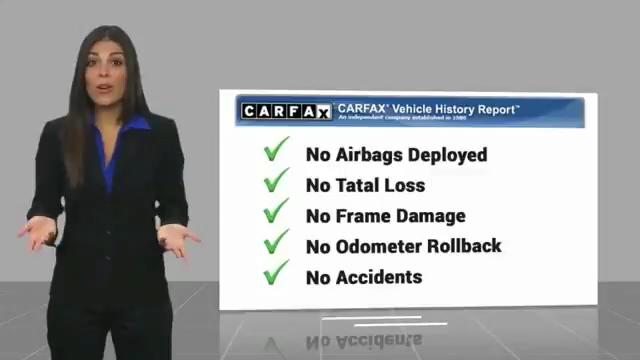 CARFAX CARFAX® Vehicle History Report™
An independent company established in 1986
No Airbags Deployed
No Tatal Loss
No Frame Damage
No Odometer Rollback
No Accidents